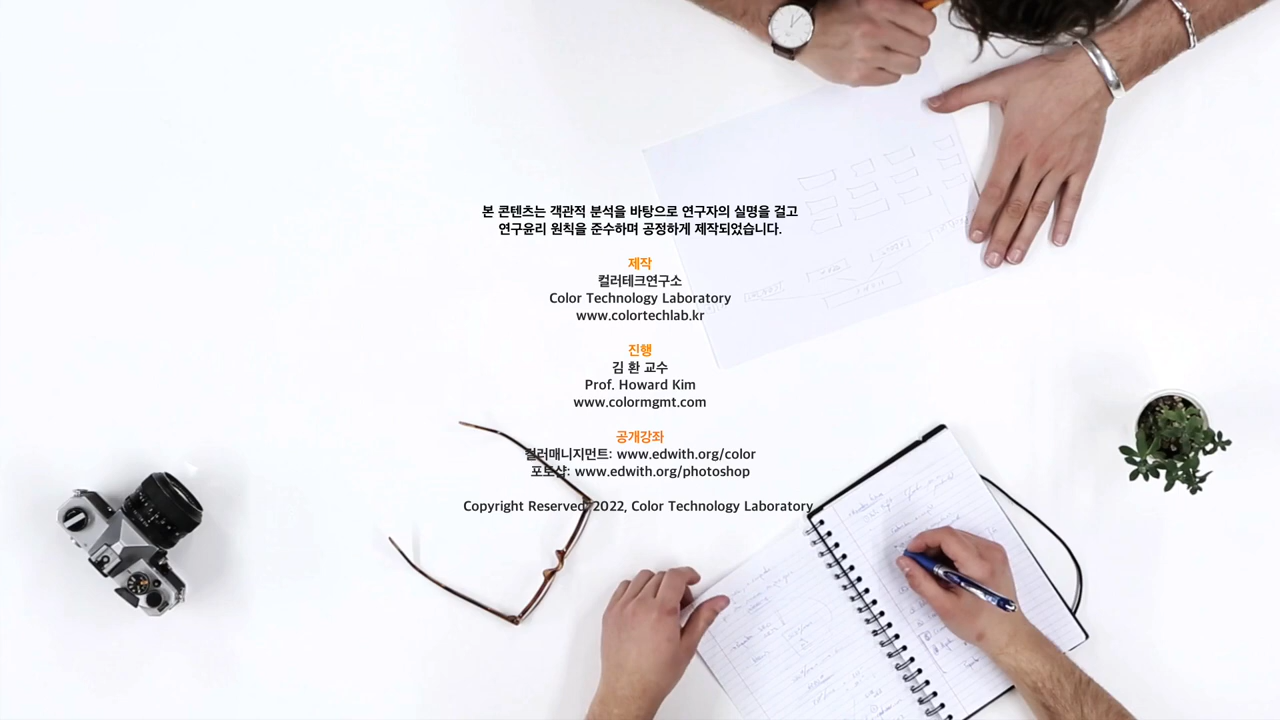 본 콘텐츠는 객관적 분석을 바탕으로 연구자의 실명을 걸고
연구윤리 원칙을 준수하며 공정하게 제작되었습니다.
제작
컬러테크연구소
Color Technology Laboratory
www.colortechlab.kr
진행
김 환 교수
Prof. Howard Kim
www.colormgmt.com
공개강좌
컬러매니지먼트: www.edwith.org/color
포토샵: www.edwith.org/photoshop
Copyright Reserved. 2022, Color Technology Laboratory